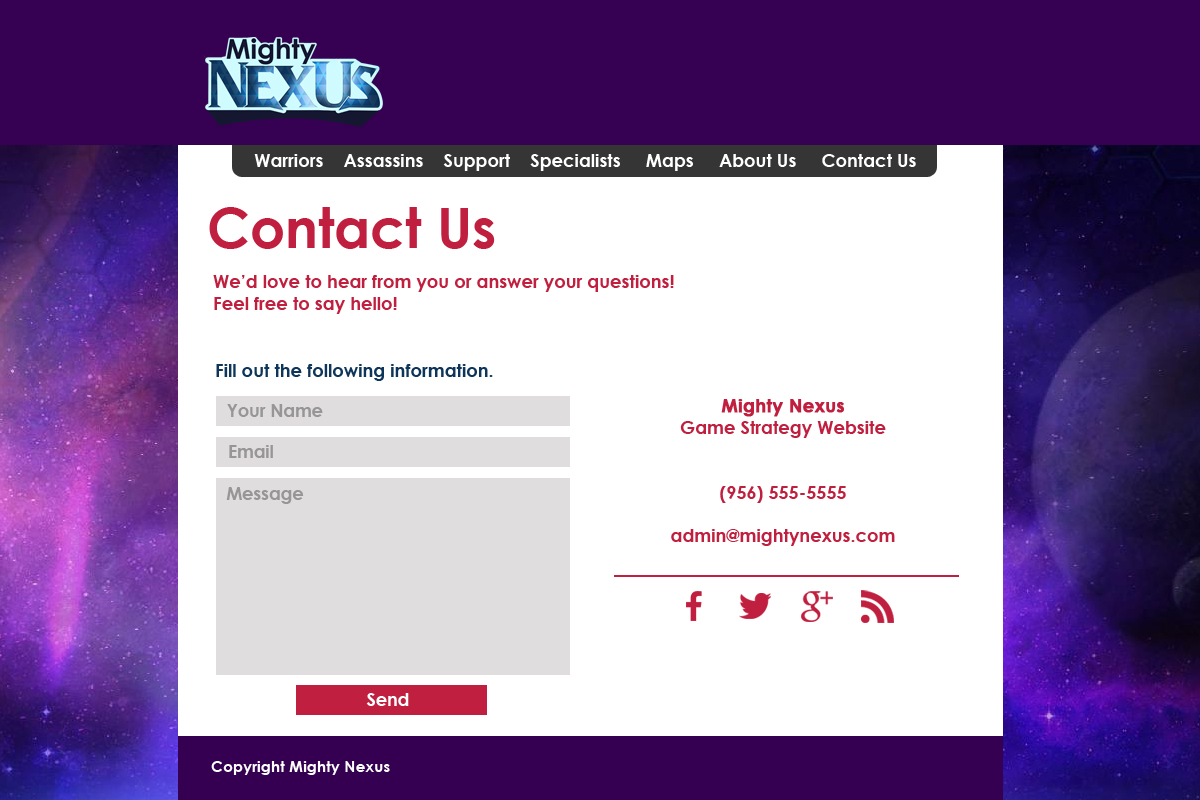 Mighty
NEXUS
Warriors Assassins Support Specialists Maps About Us Contact Us
Contact Us
We’d love to hear from you or answer your questions!
Feel free to say hello!
Fill out the following information.
Your Name
Email
Message
Send
Mighty Nexus
Game Strategy Website
(956) 555-5555
admin@mightynexus.com
f g+
Copyright Mighty Nexus